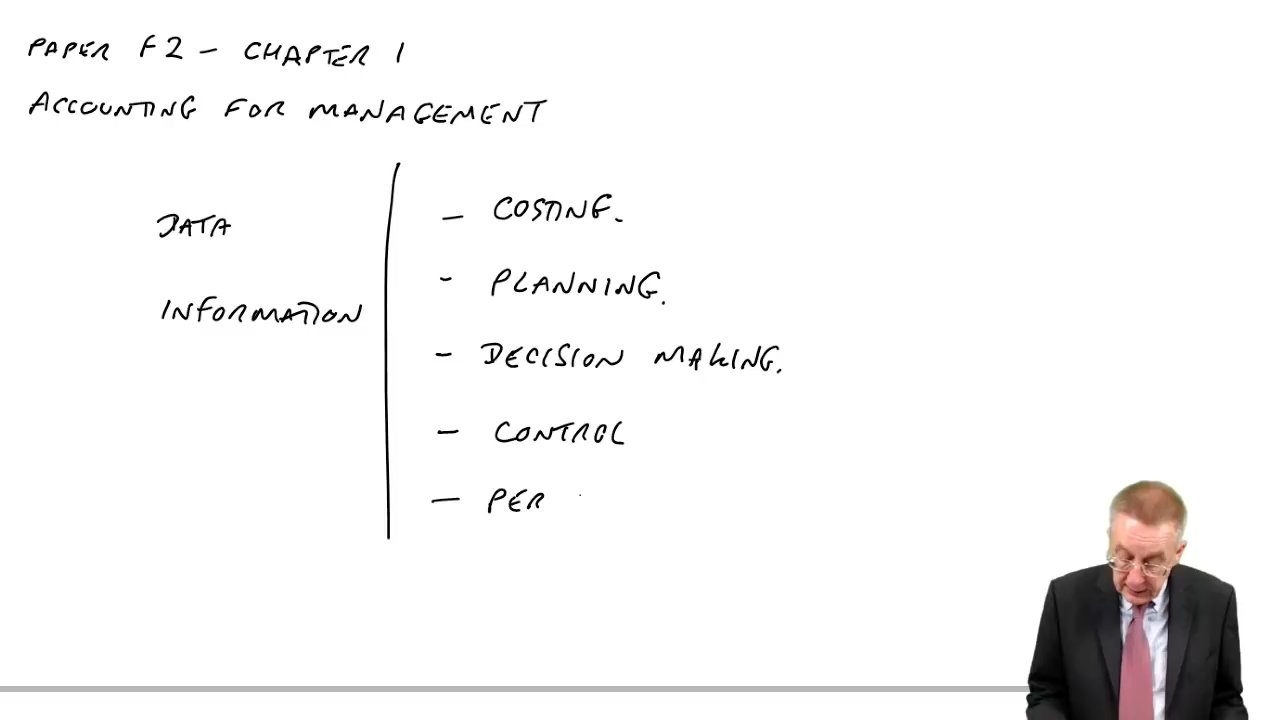 PAPER F2 - CHAPTER 1
ACCOUNTING FOR MANAGEMENT
DATA
INFORMATION
- COSTING.
- PLANNING.
- DECISION MAKING.
- CONTROL
- PER